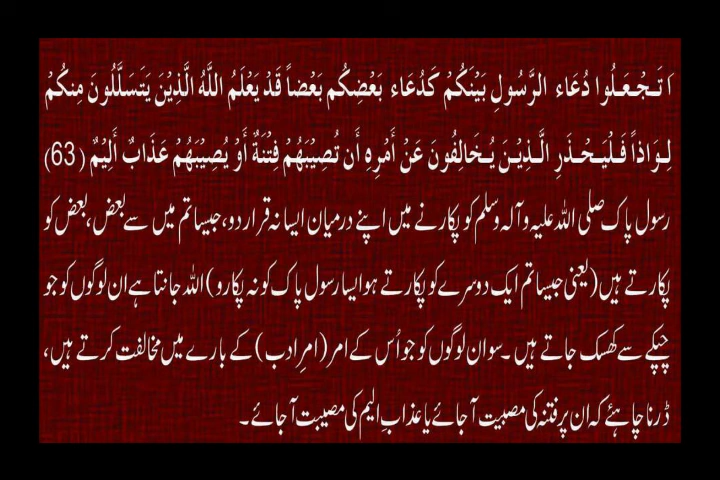 اَ تَجْعَلُوا دُعَاء الرَّسُولِ بَيْنَكُمْ كَدُعَاء بَعْضِكُم بَعْضاً قَدْ يَعْلَمُ اللَّهُ الَّذِيْنَ يَتَسَلَّلُونَ مِنكُمْ
لِوَاذاً فَلْيَحْذَرِ الَّذِيْنَ يُخَالِفُونَ عَنْ أَمْرِهِ أَن تُصِيْبَهُمْ فِتْنَةٌ أَوْ يُصِيْبَهُمْ عَذَابٌ أَلِيْمٌ (63)
رسول پاک صلی اللہ علیہ وآلہ وسلم کو پکارنے میں اپنے درمیان ایسا نہ قرار دو، جیسا تم میں سے بعض، بعض کو
پکارتے ہیں (یعنی جیسا تم ایک دوسرے کو پکارتے ہو ایسا رسول پاک کو نہ پکارو) اللہ جانتا ہے ان لوگوں کو جو
چپکے سے کھسک جاتے ہیں۔ سو ان لوگوں کو جو اُس کے امر (امرِ ادب) کے بارے میں مخالفت کرتے ہیں،
ڈرنا چاہئے کہ ان پر فتنہ کی مصیبت آ جائے یا عذابِ الیم کی مصیبت آ جائے۔